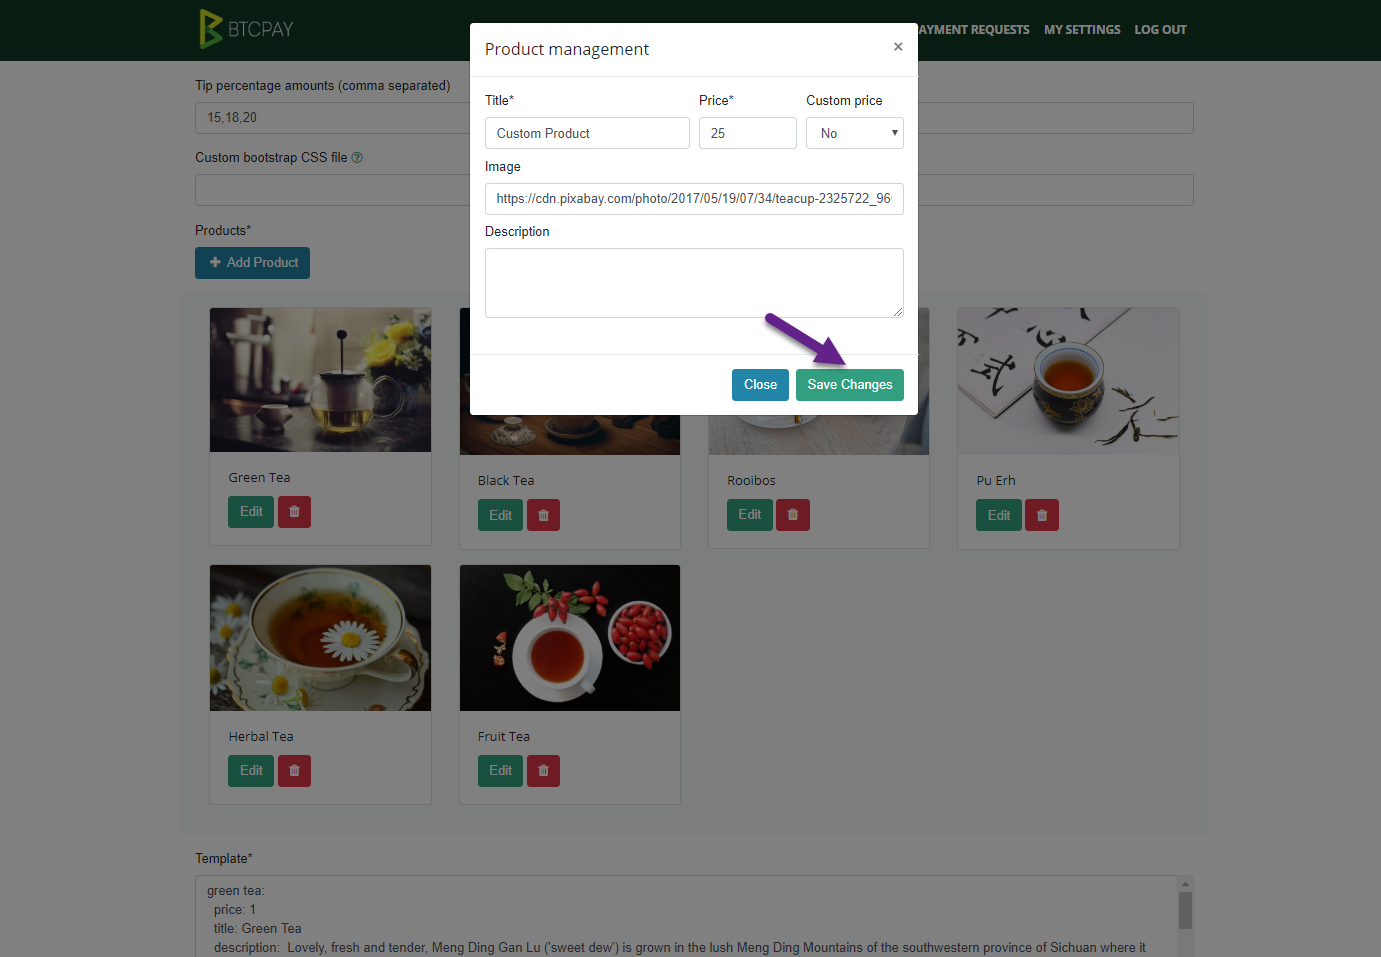 BTCPAY
AYMENT REQUESTS MY SETTINGS LOG OUT
Product management ×
Tip percentage amounts (comma separated)
15,18,20
Custom bootstrap CSS file
Title* Price* Custom price
Custom Product 25 No
Image
https://cdn.pixabay.com/photo/2017/05/19/07/34/teacup-2325722_96
Description
Products*
Add Product
Close Save Changes
Green Tea
Edit
Black Tea
Edit
Rooibos
Edit
Pu Erh
Edit
Herbal Tea
Edit
Fruit Tea
Edit
Template*
green tea:
price: 1
title: Green Tea
description: Lovely, fresh and tender, Meng Ding Gan Lu ('sweet dew') is grown in the lush Meng Ding Mountains of the southwestern province of Sichuan where it